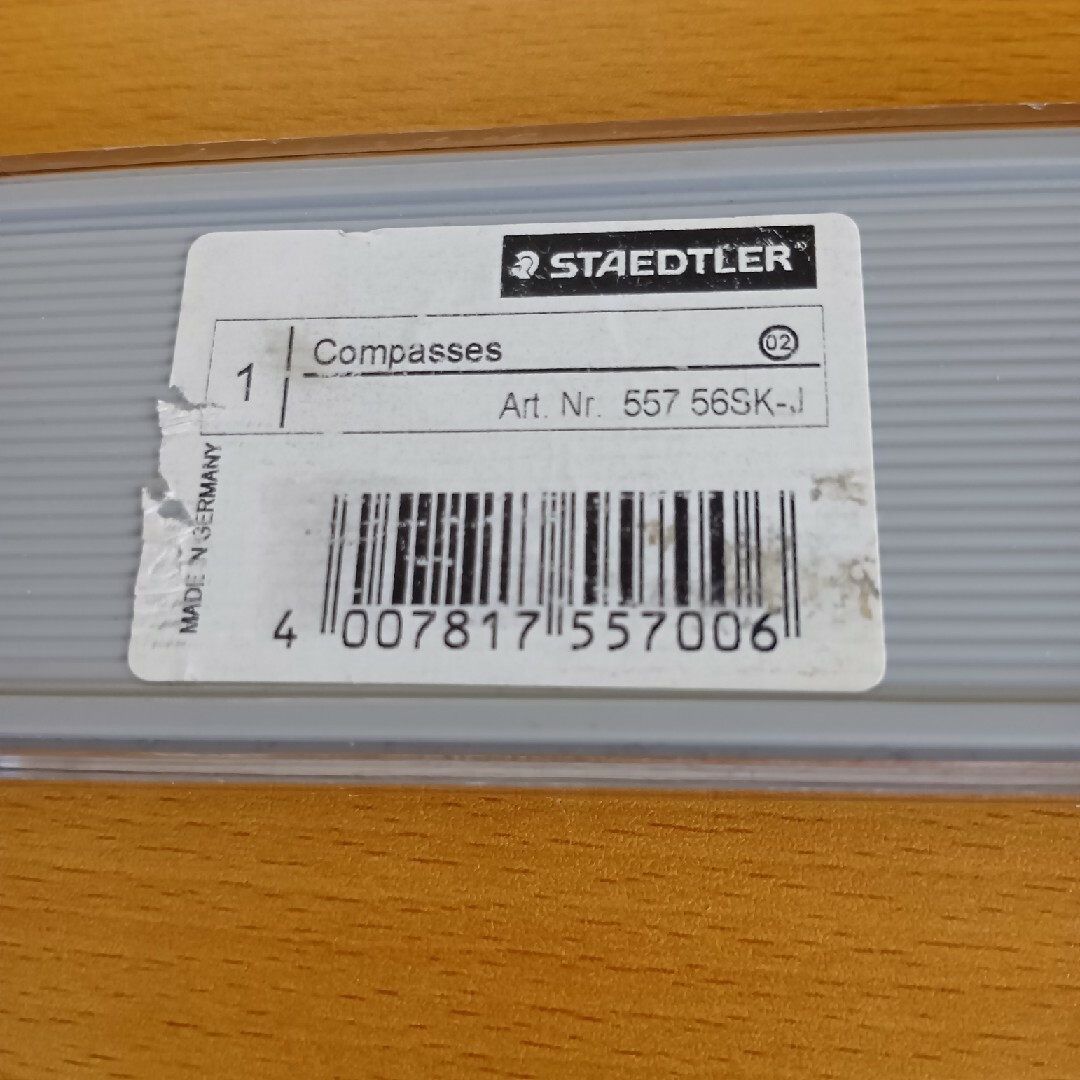 STAEDTLER®
1
Compasses
02
Art. Nr. 557 56SK-J
MADE IN GERMANY
4 007817 557006